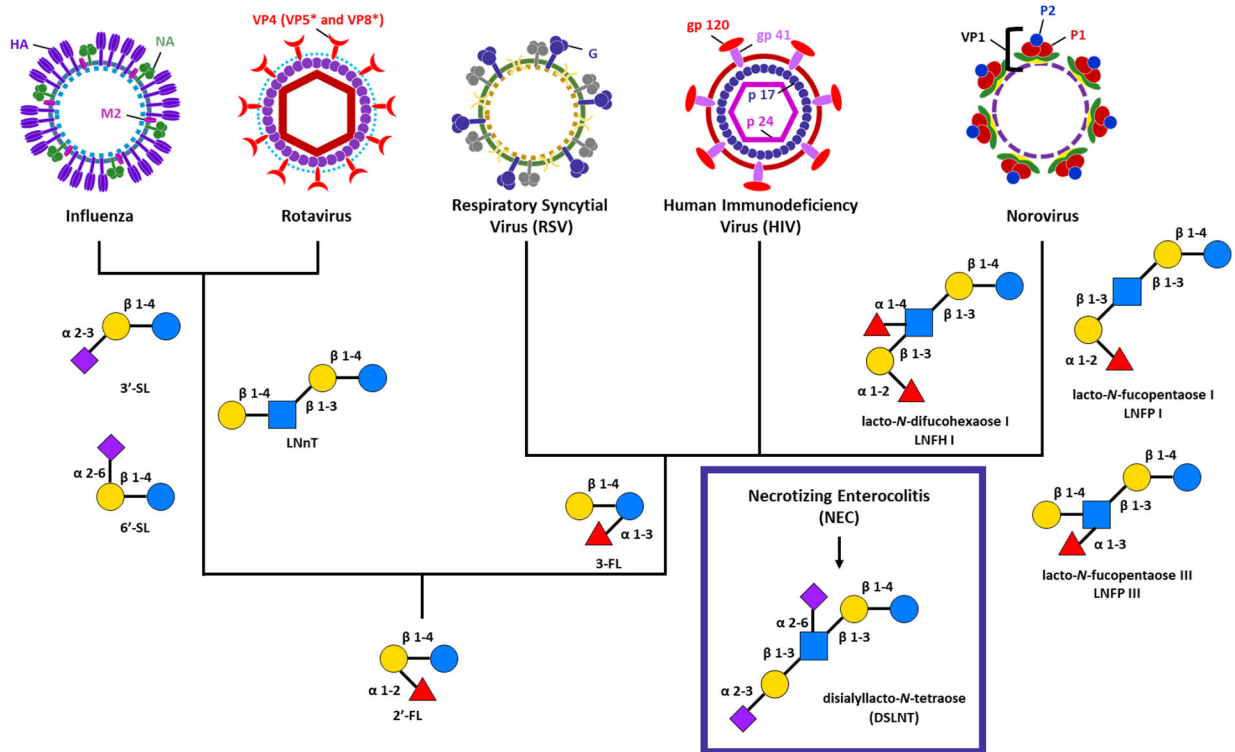 HA
NA
M2
VP4 (VP5* and VP8*)
G
gp 120
gp 41
p 17
p 24
P2
VP1
P1
Influenza
Rotavirus
Respiratory Syncytial
Virus (RSV)
Human Immunodeficiency
Virus (HIV)
Norovirus
β 1-4
α 2-3
3’-SL
α 2-6
β 1-4
6’-SL
β 1-4
β 1-4
β 1-3
LNnT
β 1-4
α 1-4
β 1-3
β 1-3
α 1-2
lacto-N-difucohexaose I
LNFH I
β 1-4
β 1-3
β 1-3
α 1-2
lacto-N-fucopentaose I
LNFP I
β 1-4
α 1-3
3-FL
β 1-4
β 1-4
β 1-3
α 1-3
lacto-N-fucopentaose III
LNFP III
Necrotizing Enterocolitis
(NEC)
β 1-4
α 2-6
β 1-3
β 1-3
α 2-3
disialyllacto-N-tetraose
(DSLNT)
β 1-4
α 1-2
2’-FL